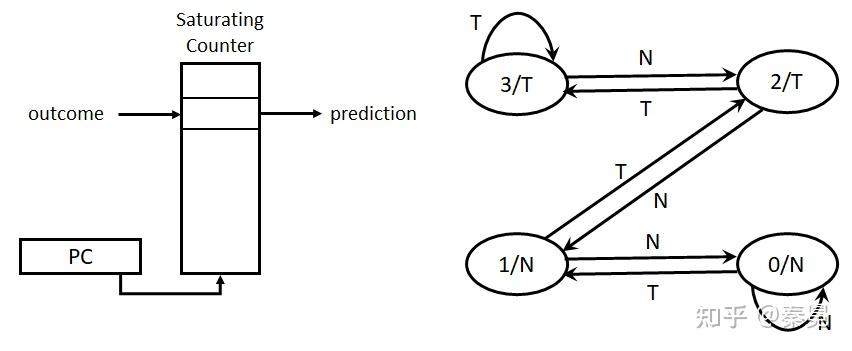 Saturating
Counter
outcome
prediction
PC
T
3/T
N
T
2/T
T
N
1/N
N
T
0/N
N
知乎 @秦昊